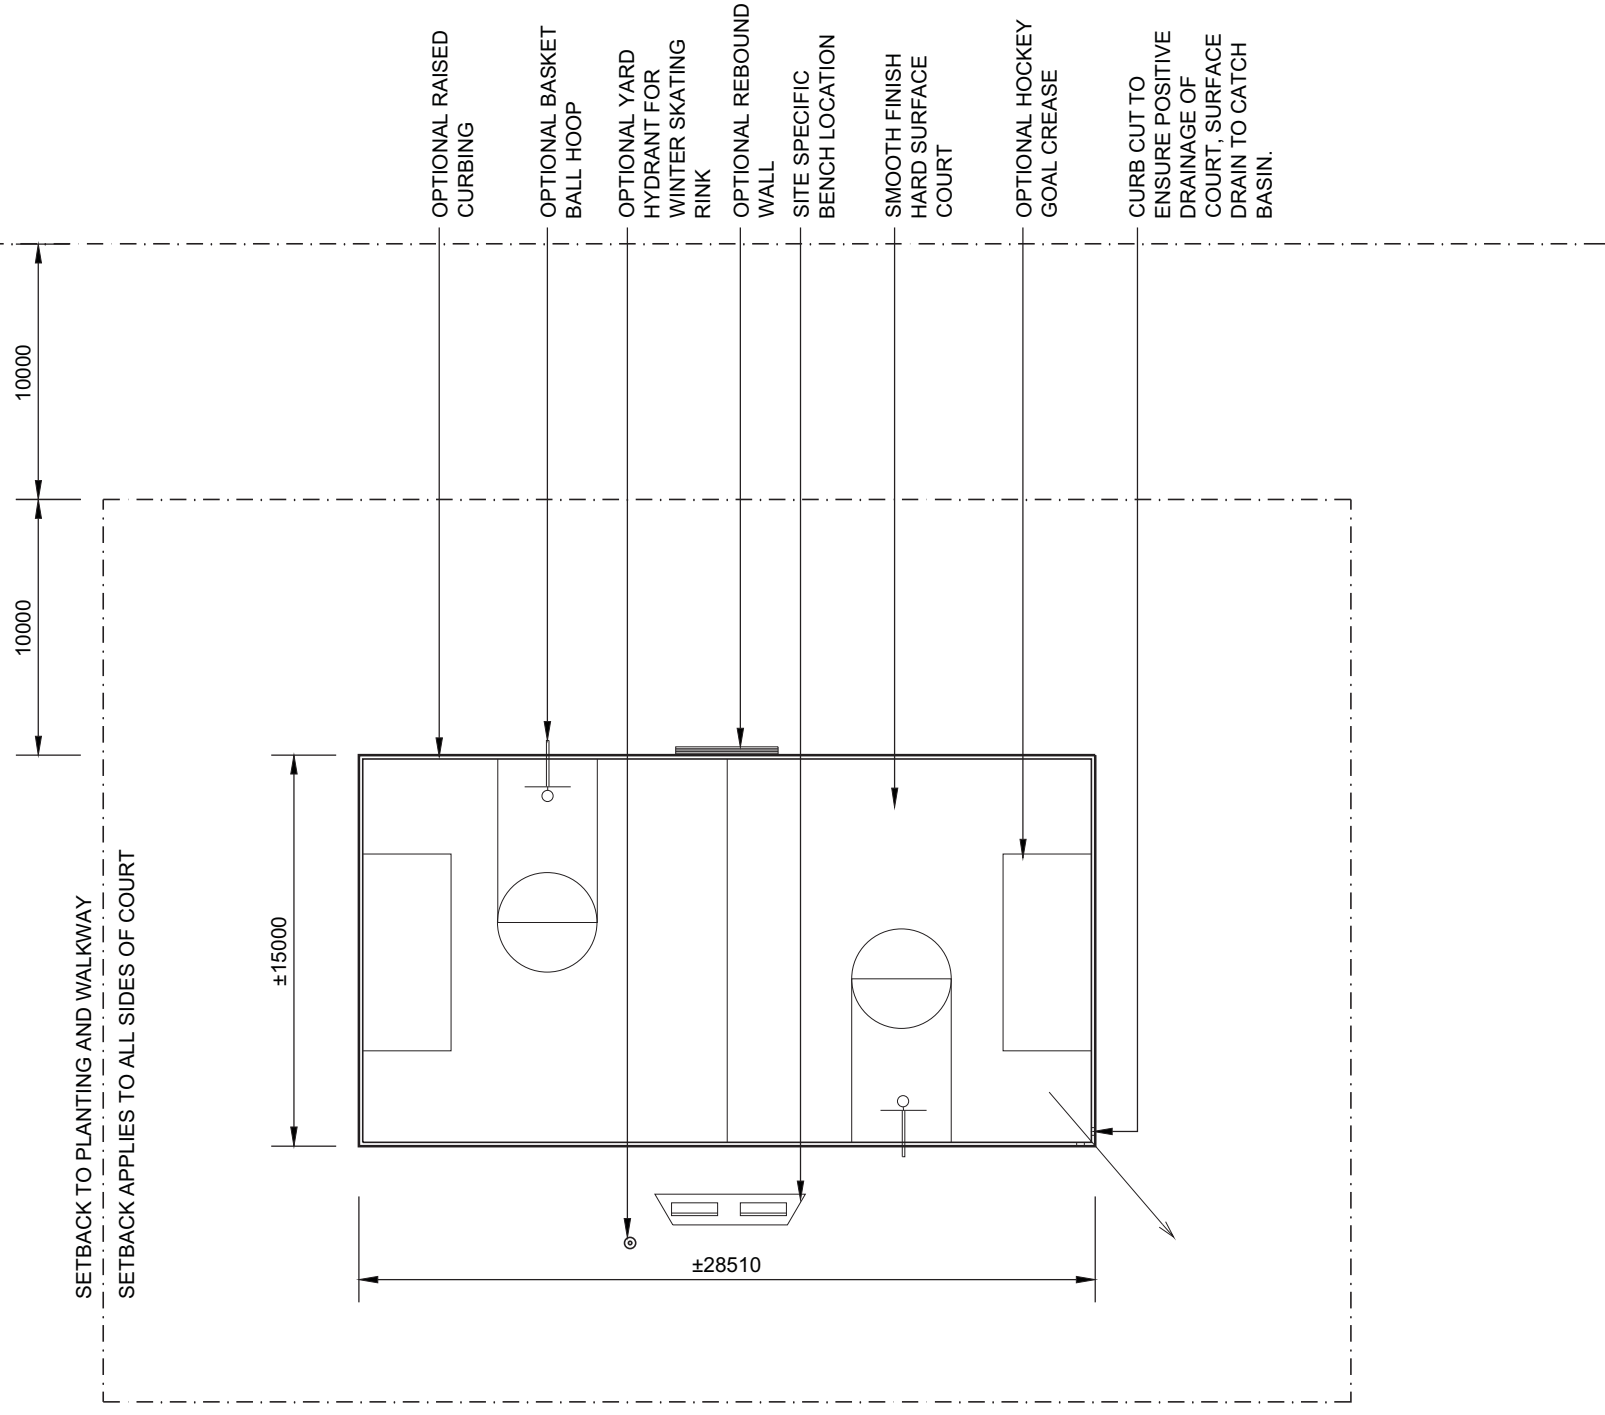 OPTIONAL RAISED
CURBING
OPTIONAL BASKET
BALL HOOP
OPTIONAL YARD
HYDRANT FOR
WINTER SKATING
RINK
OPTIONAL REBOUND
WALL
SITE SPECIFIC
BENCH LOCATION
SMOOTH FINISH
HARD SURFACE
COURT
OPTIONAL HOCKEY
GOAL CREASE
CURB CUT TO
ENSURE POSITIVE
DRAINAGE OF
COURT, SURFACE
DRAIN TO CATCH
BASIN.
10000
10000
±15000
SETBACK TO PLANTING AND WALKWAY
SETBACK APPLIES TO ALL SIDES OF COURT
±28510